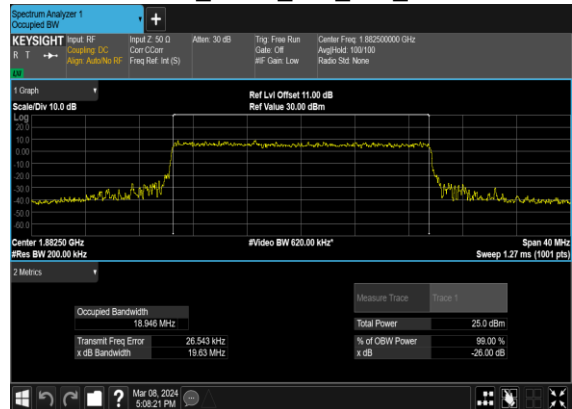 Spectrum Analyzer 1
Occupied BW
+
KEYSIGHT Input: RF Input Z: 50 Ω Atten: 30 dB Trig: Free Run Center Freq: 1.882500000 GHz
R T Coupling: DC Corr CCorr Gate: Off Avg|Hold: 100/100
Align: Auto/No RF Freq Ref: Int (S) #IF Gain: Low Radio Std: None
LW
1 Graph
Ref Lvl Offset 11.00 dB
Scale/Div 10.0 dB Ref Value 30.00 dBm
Log
20.0
10.0
0.00
-10.0
-20.0
-30.0
-40.0
-50.0
-60.0
Center 1.88250 GHz #Video BW 620.00 kHz* Span 40 MHz
#Res BW 200.00 kHz Sweep 1.27 ms (1001 pts)
2 Metrics
Measure Trace Trace 1
Occupied Bandwidth
18.946 MHz Total Power 25.0 dBm
Transmit Freq Error 26.543 kHz % of OBW Power 99.00 %
x dB Bandwidth 19.63 MHz x dB -26.00 dB
?
Mar 08, 2024
5:08:21 PM